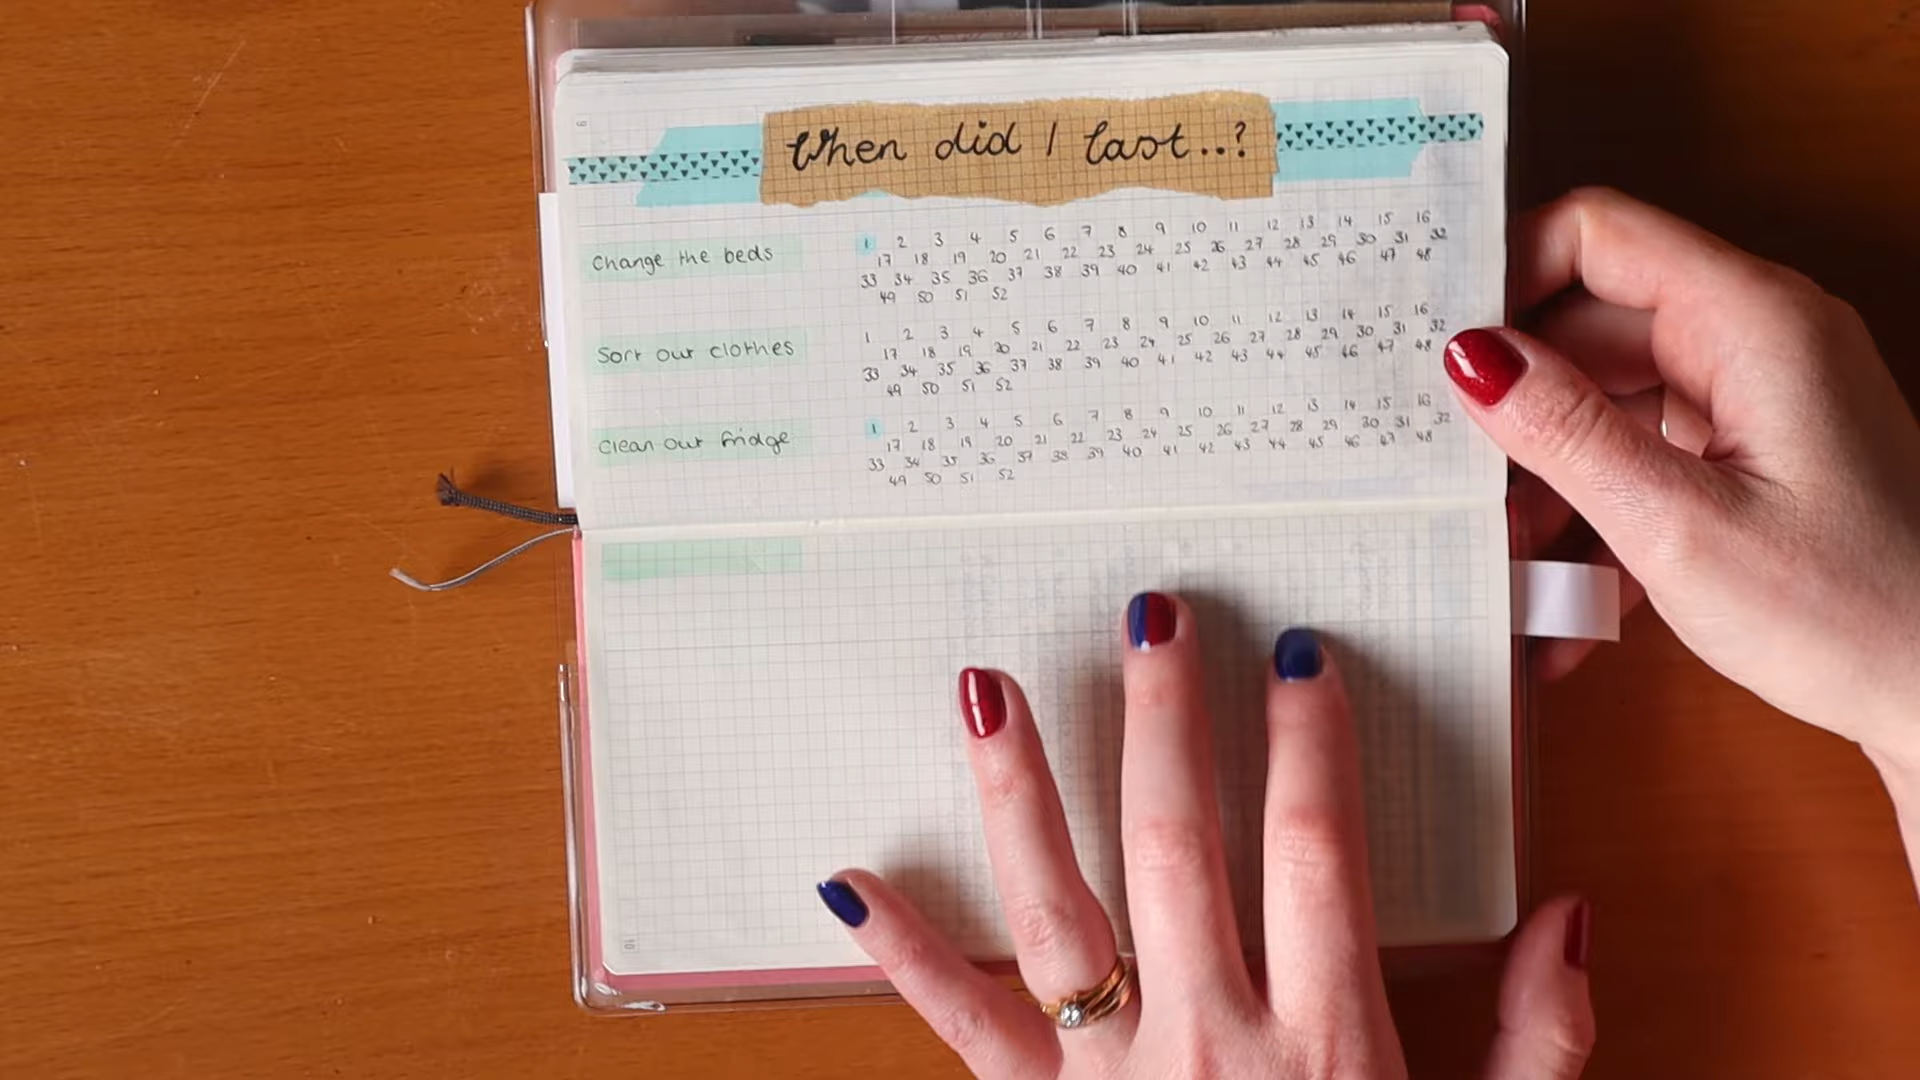 When did I last..?
Change the beds
1 2 3 4 5 6 7 8 9 10 11 12 13 14 15 16
17 18 19 20 21 22 23 24 25 26 27 28 29 30 31 32
33 34 35 36 37 38 39 40 41 42 43 44 45 46 47 48
49 50 51 52
Sort out clothes
1 2 3 4 5 6 7 8 9 10 11 12 13 14 15 16
17 18 19 20 21 22 23 24 25 26 27 28 29 30 31 32
33 34 35 36 37 38 39 40 41 42 43 44 45 46 47 48
49 50 51 52
Clean out fridge
1 2 3 4 5 6 7 8 9 10 11 12 13 14 15 16
17 18 19 20 21 22 23 24 25 26 27 28 29 30 31 32
33 34 35 36 37 38 39 40 41 42 43 44 45 46 47 48
49 50 51 52
10